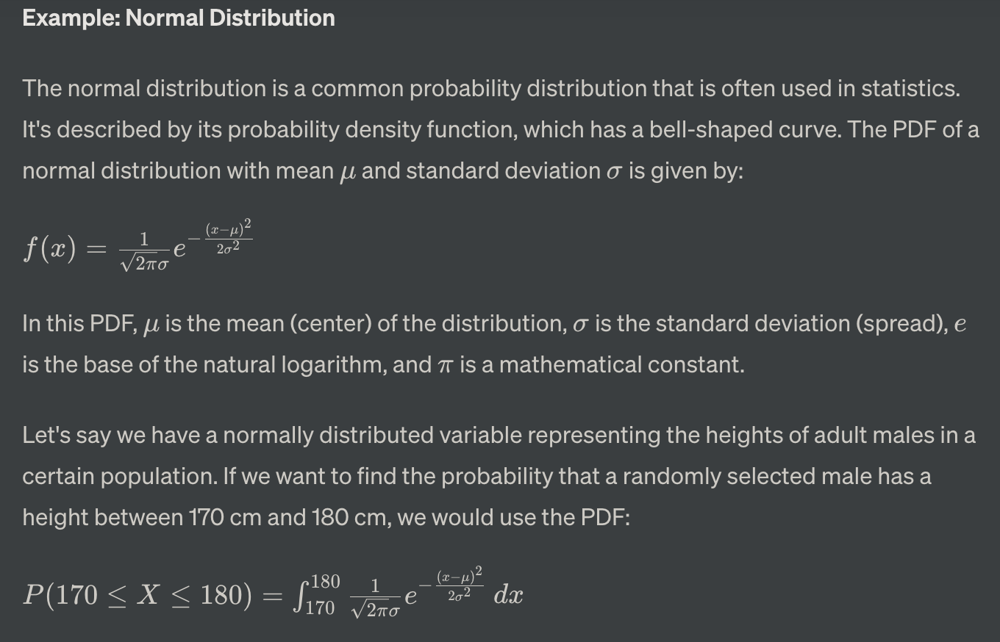 Example: Normal Distribution
The normal distribution is a common probability distribution that is often used in statistics.
It's described by its probability density function, which has a bell-shaped curve. The PDF of a
normal distribution with mean μ and standard deviation σ is given by:
f(x) = \frac{1}{\sqrt{2\pi}\sigma} e^{-\frac{(x-\mu)^2}{2\sigma^2}}
In this PDF, μ is the mean (center) of the distribution, σ is the standard deviation (spread), e
is the base of the natural logarithm, and π is a mathematical constant.
Let's say we have a normally distributed variable representing the heights of adult males in a
certain population. If we want to find the probability that a randomly selected male has a
height between 170 cm and 180 cm, we would use the PDF:
P(170 ≤ X ≤ 180) = \int_{170}^{180} \frac{1}{\sqrt{2\pi}\sigma} e^{-\frac{(x-\mu)^2}{2\sigma^2}} dx